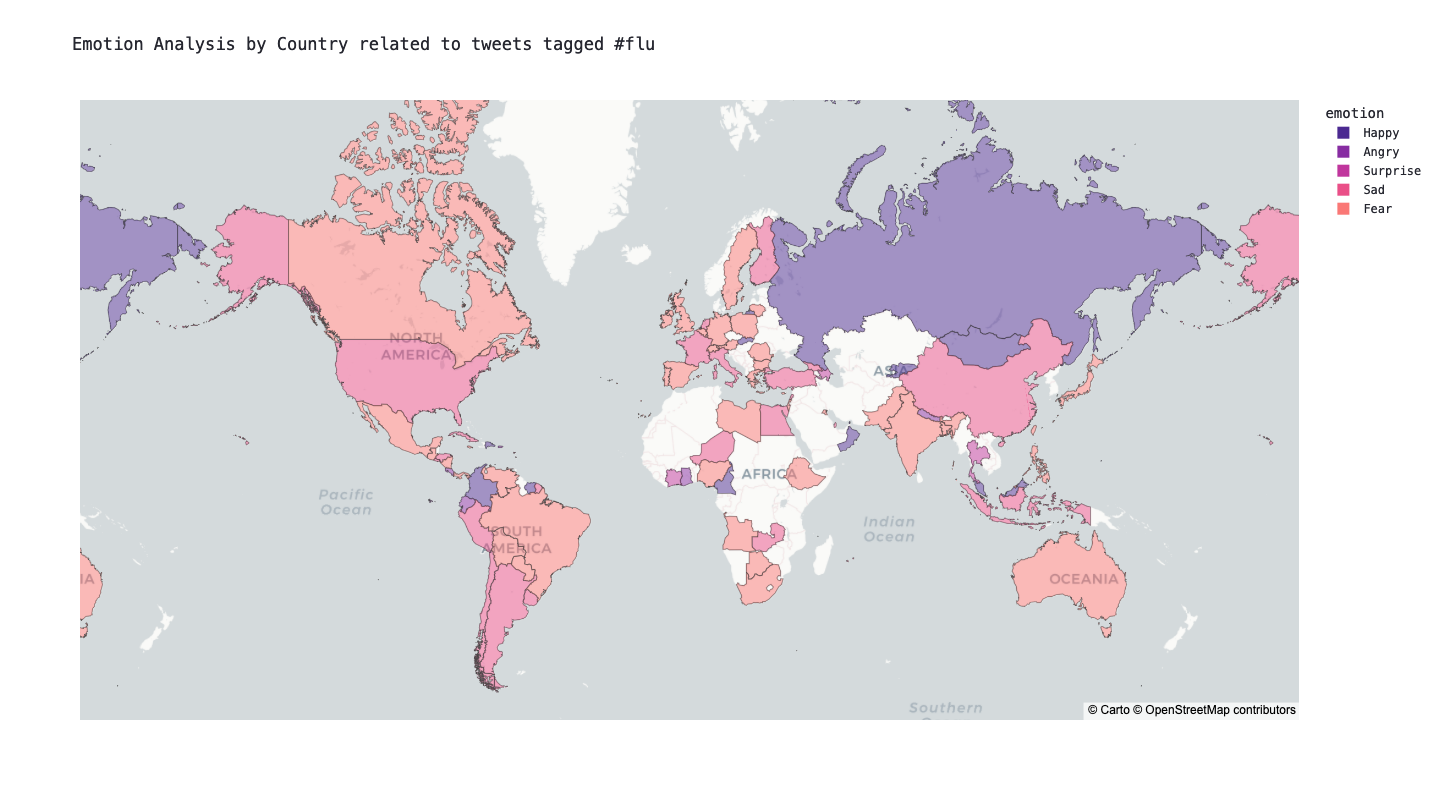 Emotion Analysis by Country related to tweets tagged #flu
emotion
Happy
Angry
Surprise
Sad
Fear
NORTH
AMERICA
ASIA
AFRICA
Pacific
Ocean
SOUTH
AMERICA
Indian
Ocean
IA
OCEANIA
Southern
© Carto © OpenStreetMap contributors